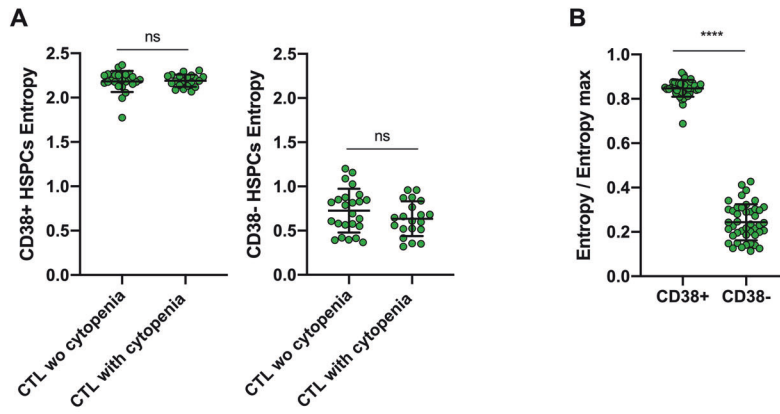 A
B
ns
ns
****
CD38+ HSPCs Entropy
2.5
2.0
1.5
1.0
0.5
0.0
CTL wo cytopenia
CTL with cytopenia
CD38- HSPCs Entropy
2.5
2.0
1.5
1.0
0.5
0.0
CTL wo cytopenia
CTL with cytopenia
Entropy / Entropy max
1.0
0.8
0.6
0.4
0.2
0.0
CD38+
CD38-